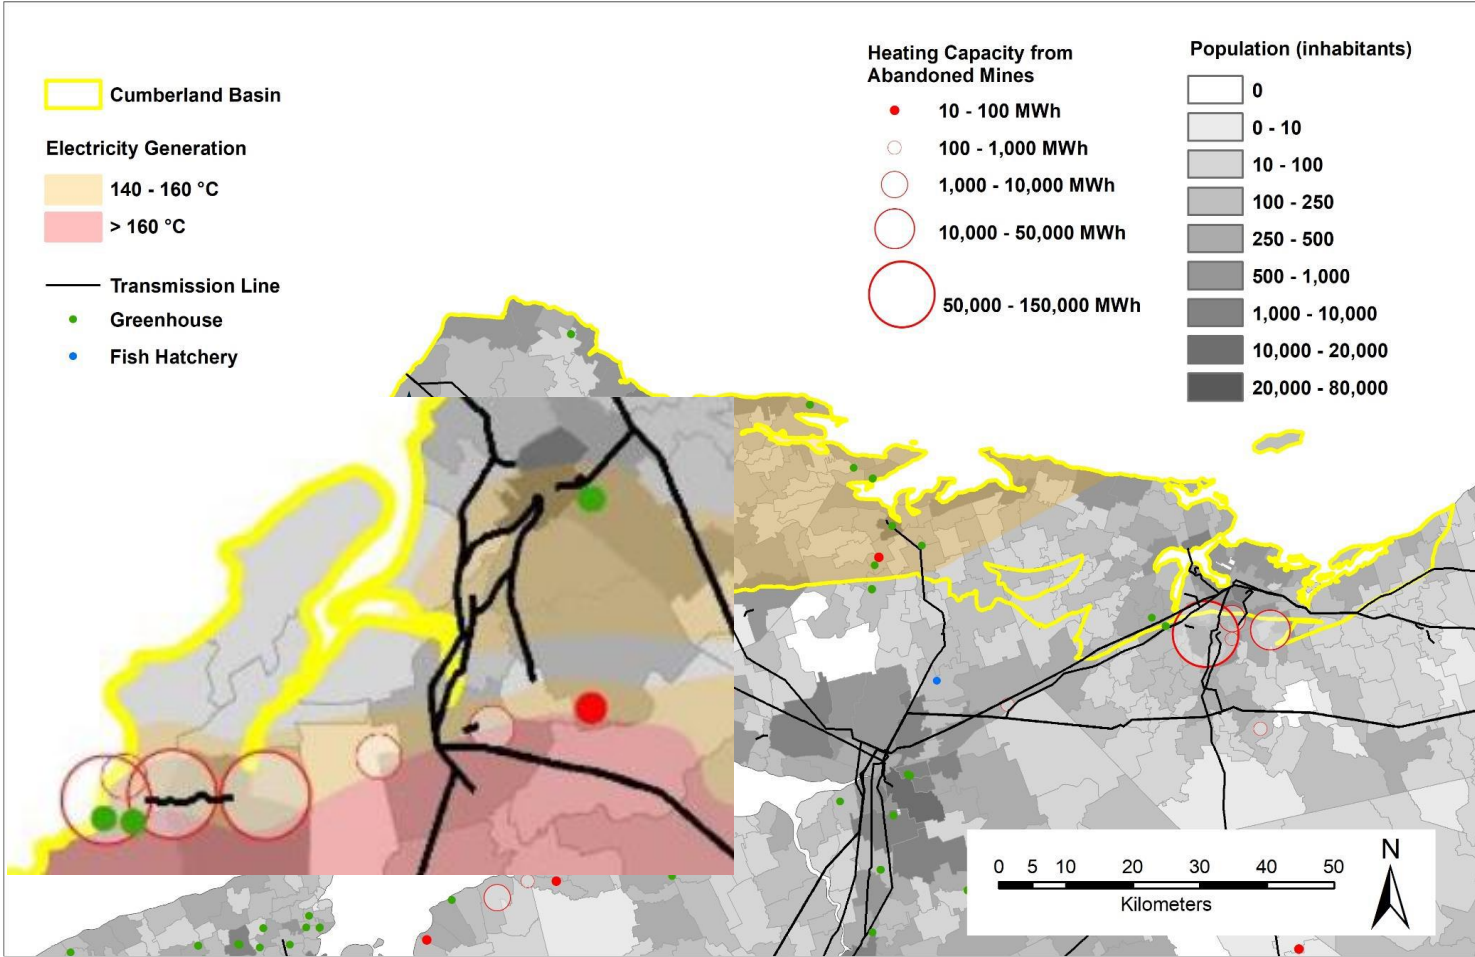 Cumberland Basin
Electricity Generation
140 - 160 °C
> 160 °C
Transmission Line
Greenhouse
Fish Hatchery
Heating Capacity from
Abandoned Mines
10 - 100 MWh
100 - 1,000 MWh
1,000 - 10,000 MWh
10,000 - 50,000 MWh
50,000 - 150,000 MWh
Population (inhabitants)
0
0 - 10
10 - 100
100 - 250
250 - 500
500 - 1,000
1,000 - 10,000
10,000 - 20,000
20,000 - 80,000
0 5 10 20 30 40 50
Kilometers
N